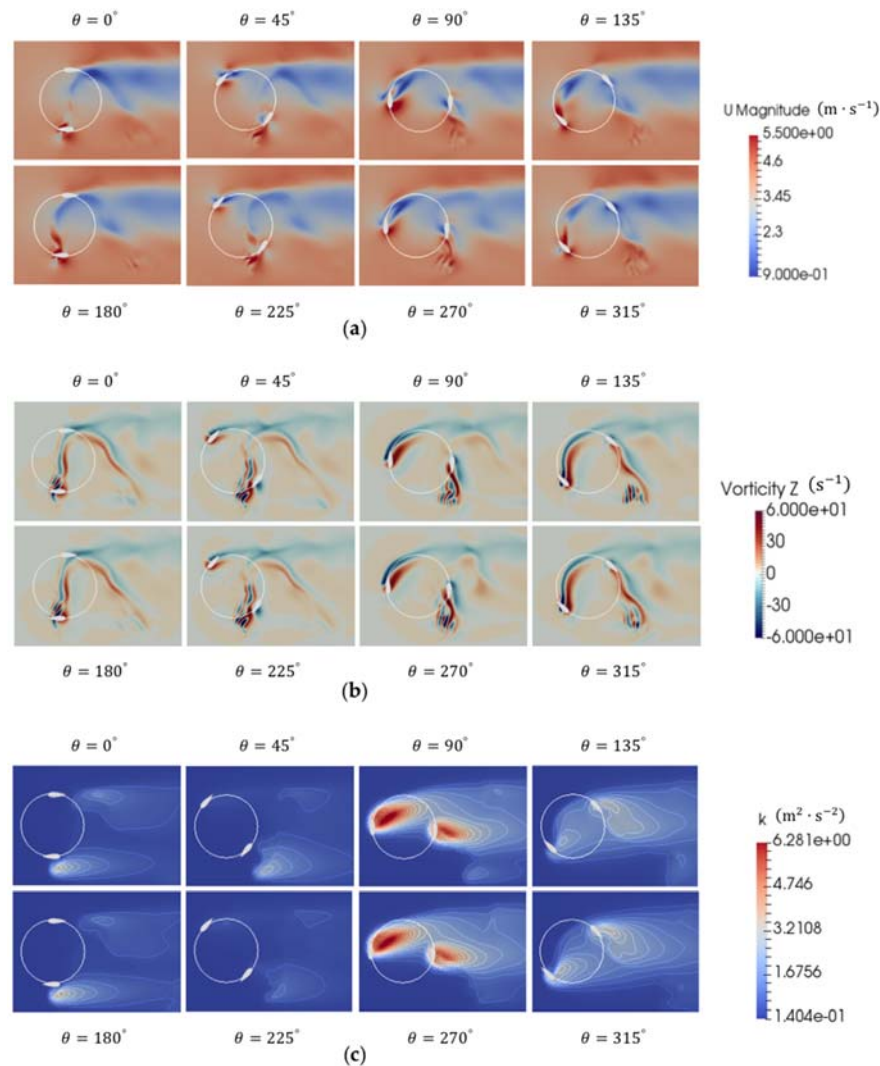 θ = 0° θ = 45° θ = 90° θ = 135°
U Magnitude (m · s⁻¹)
5.500e+00
4.6
3.45
2.3
9.000e-01
θ = 180° θ = 225° θ = 270° θ = 315°
(a)
θ = 0° θ = 45° θ = 90° θ = 135°
Vorticity Z (s⁻¹)
6.000e+01
30
0
-30
-6.000e+01
θ = 180° θ = 225° θ = 270° θ = 315°
(b)
θ = 0° θ = 45° θ = 90° θ = 135°
k (m² · s⁻²)
6.281e+00
4.746
3.2108
1.6756
1.404e-01
θ = 180° θ = 225° θ = 270° θ = 315°
(c)